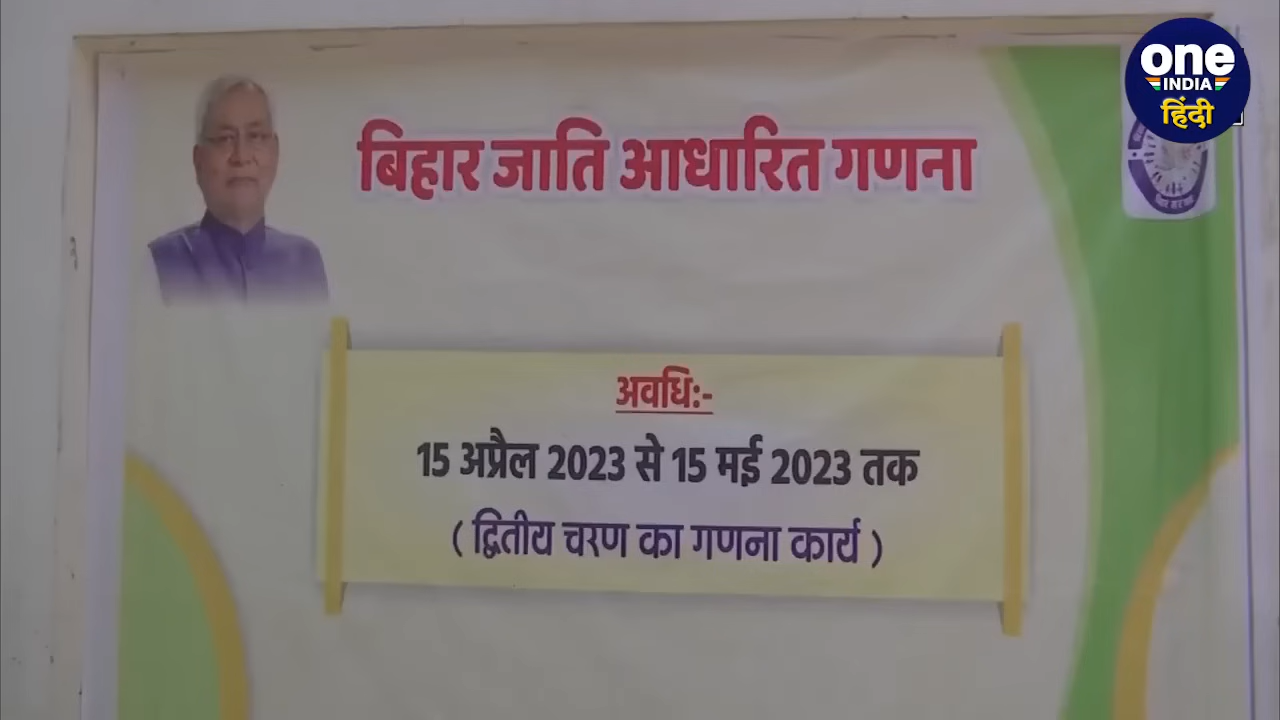 one
INDIA
हिंदी
बिहार जाति आधारित गणना
अवधि:-
15 अप्रैल 2023 से 15 मई 2023 तक
( द्वितीय चरण का गणना कार्य )